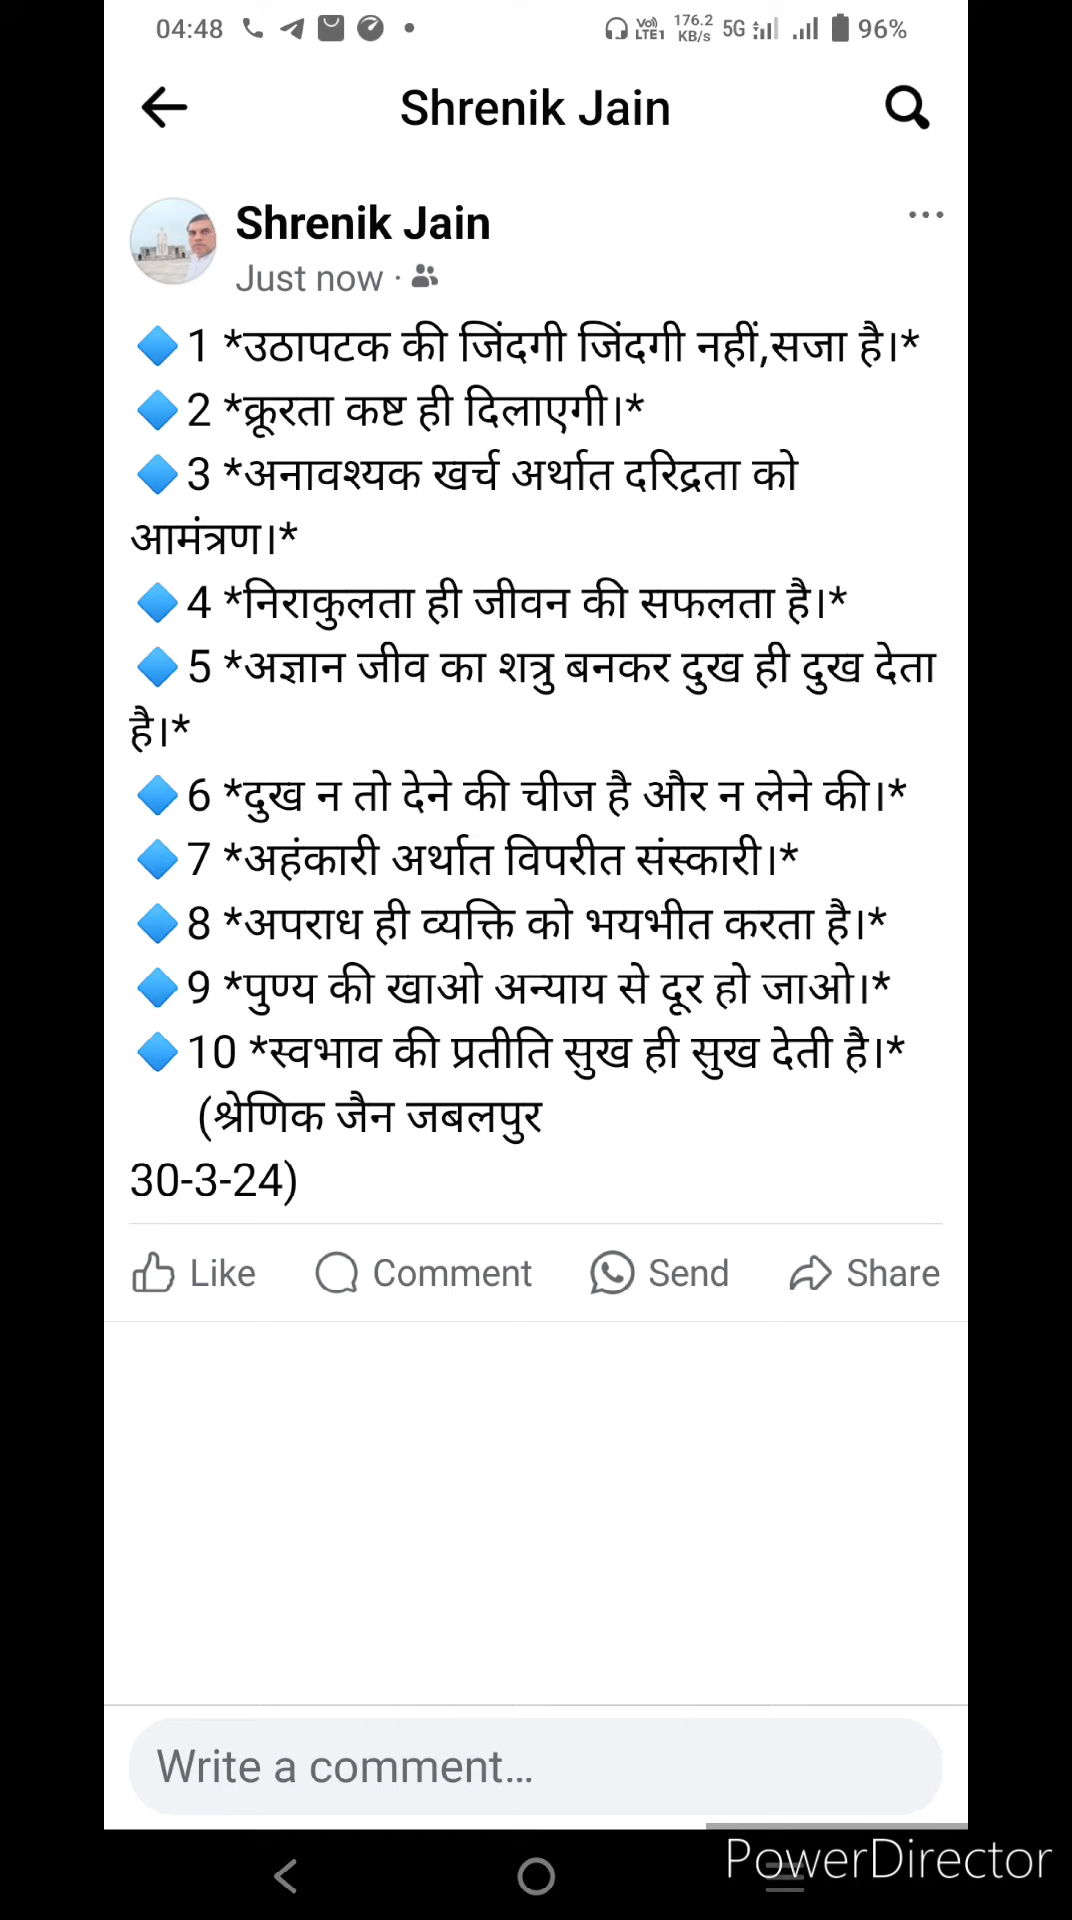 04:48 Vo) LTE1 176.2 KB/s 5G 96%
Shrenik Jain
Shrenik Jain
Just now ·
🔷1 *उठापटक की जिंदगी जिंदगी नहीं,सजा है।*
🔷2 *क्रूरता कष्ट ही दिलाएगी।*
🔷3 *अनावश्यक खर्च अर्थात दरिद्रता को
आमंत्रण।*
🔷4 *निराकुलता ही जीवन की सफलता है।*
🔷5 *अज्ञान जीव का शत्रु बनकर दुख ही दुख देता
है।*
🔷6 *दुख न तो देने की चीज है और न लेने की।*
🔷7 *अहंकारी अर्थात विपरीत संस्कारी।*
🔷8 *अपराध ही व्यक्ति को भयभीत करता है।*
🔷9 *पुण्य की खाओ अन्याय से दूर हो जाओ।*
🔷10 *स्वभाव की प्रतीति सुख ही सुख देती है।*
(श्रेणिक जैन जबलपुर
30-3-24)
Like Comment Send Share
Write a comment...
PowerDirector